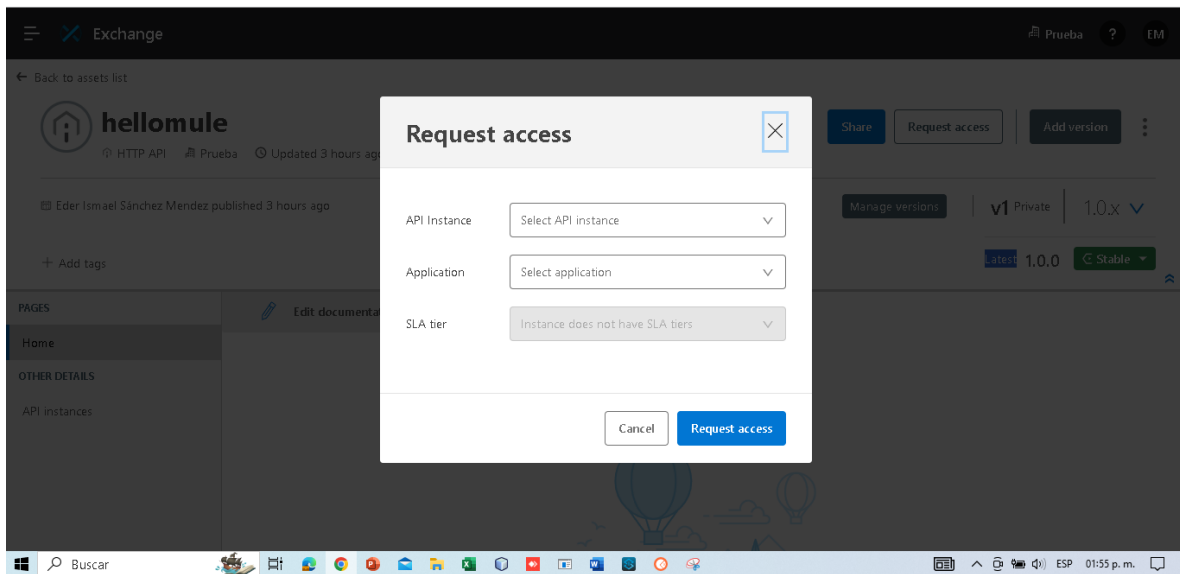 Exchange
Prueba ? EM
Back to assets list
hellomule
HTTP API Prueba Updated 3 hours ago
Share Request access Add version
Eder Ismael Sánchez Mendez published 3 hours ago
Manage versions v1 Private 1.0.x
+ Add tags
Latest 1.0.0 Stable
PAGES
Home
OTHER DETAILS
API instances
Edit documenta
Request access
API Instance Select API instance
Application Select application
SLA tier Instance does not have SLA tiers
Cancel Request access
Buscar
ESP 01:55 p. m.